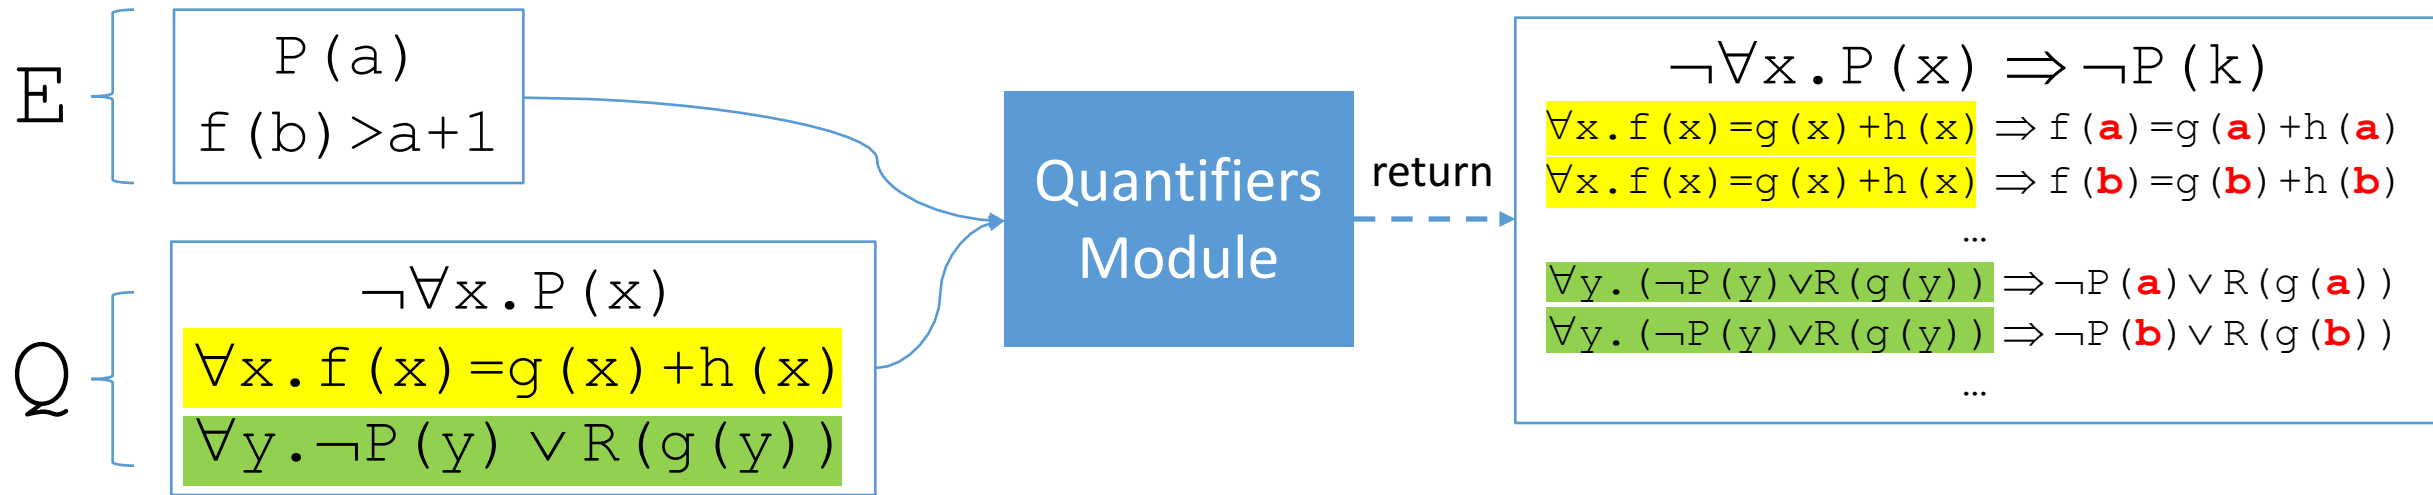 E
P(a)
f(b)>a+1
Q
¬∀x.P(x)
∀x.f(x)=g(x)+h(x)
∀y.¬P(y)∨R(g(y))
Quantifiers
Module
return
¬∀x.P(x)⇒¬P(k)
∀x.f(x)=g(x)+h(x)⇒f(a)=g(a)+h(a)
∀x.f(x)=g(x)+h(x)⇒f(b)=g(b)+h(b)
…
∀y.(¬P(y)∨R(g(y))⇒¬P(a)∨R(g(a))
∀y.(¬P(y)∨R(g(y))⇒¬P(b)∨R(g(b))
…